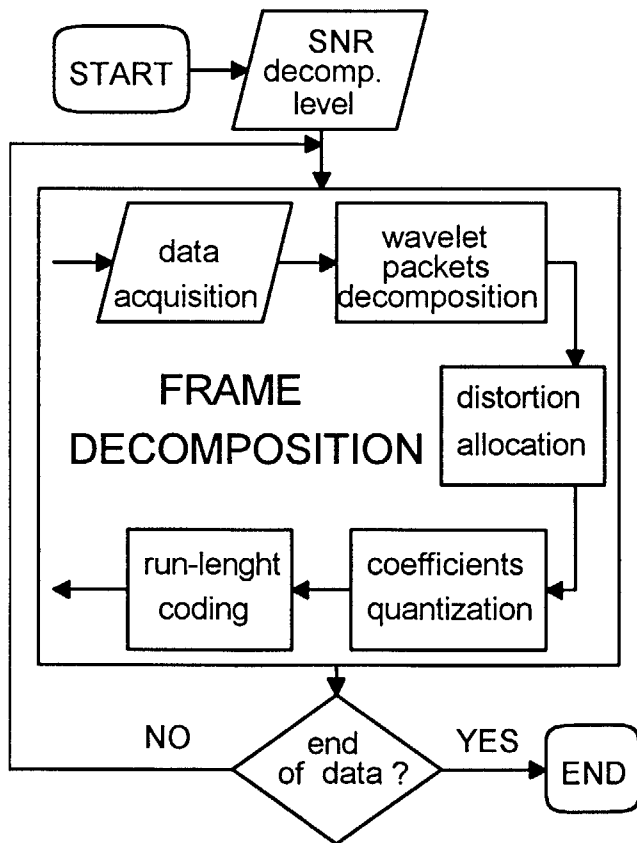 START
SNR
decomp.
level
data
acquisition
wavelet
packets
decomposition
FRAME
DECOMPOSITION
distortion
allocation
run-lenght
coding
coefficients
quantization
NO
end
of data ?
YES
END